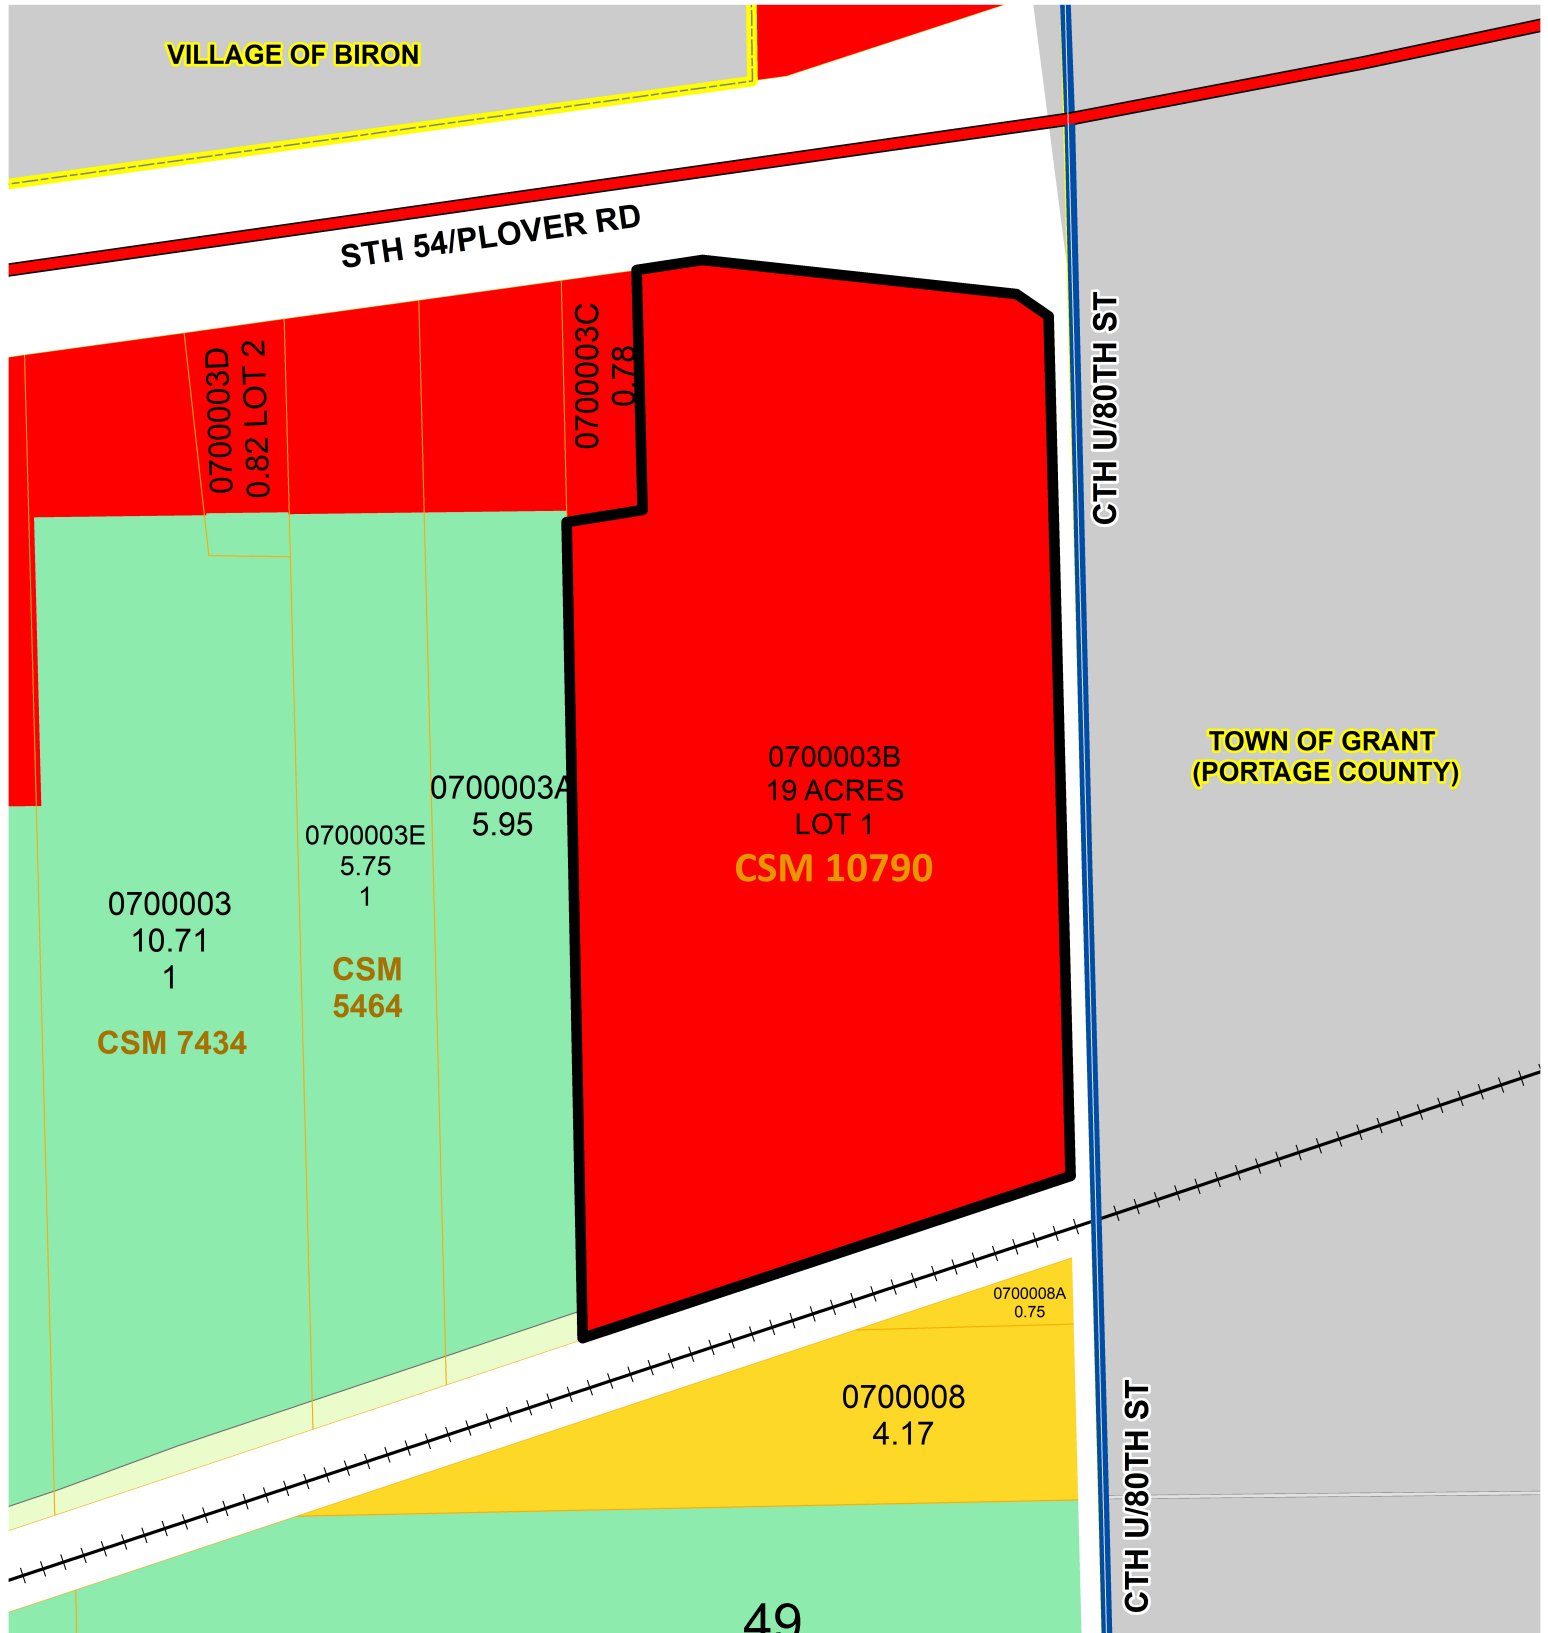 VILLAGE OF BIRON
STH 54/PLOVER RD
CTH U/80TH ST
0700003D
0.82 LOT 2
0700003C
0.78
TOWN OF GRANT
(PORTAGE COUNTY)
0700003B
19 ACRES
LOT 1
CSM 10790
0700003A
5.95
0700003E
5.75
1
CSM
5464
0700003
10.71
1
CSM 7434
0700008A
0.75
0700008
4.17
CTH U/80TH ST
49